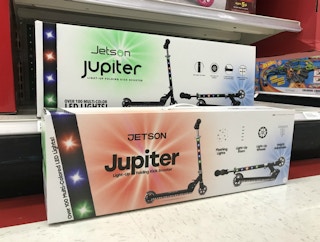 Jetson
Jupiter
LIGHT-UP FOLDING KICK SCOOTER
OVER 100 MULTI-COLOR
LED LIGHTS!
JETSON
Jupiter
Light-up Folding Kick Scooter
Over 100 Multi-Colored LED Lights!